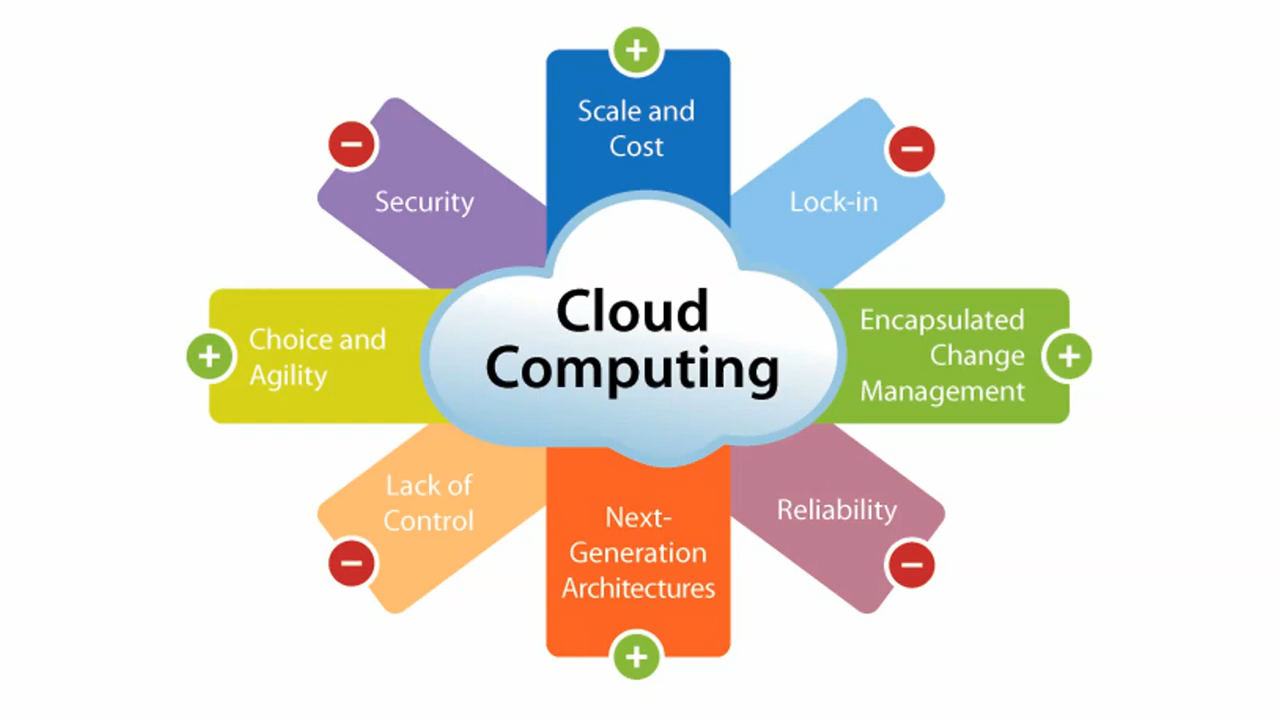 Scale and
Cost
Security
Lock-in
Cloud
Computing
Choice and
Agility
Encapsulated
Change
Management
Lack of
Control
Next-
Generation
Architectures
Reliability